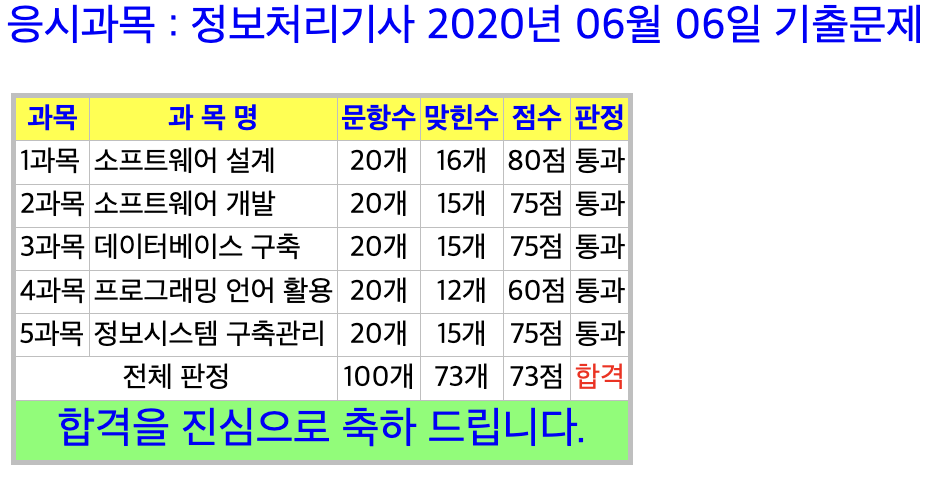 응시과목 : 정보처리기사 2020년 06월 06일 기출문제
과목 과 목 명 문항수 맞힌수 점수 판정
1과목 소프트웨어 설계 20개 16개 80점 통과
2과목 소프트웨어 개발 20개 15개 75점 통과
3과목 데이터베이스 구축 20개 15개 75점 통과
4과목 프로그래밍 언어 활용 20개 12개 60점 통과
5과목 정보시스템 구축관리 20개 15개 75점 통과
전체 판정 100개 73개 73점 합격
합격을 진심으로 축하 드립니다.